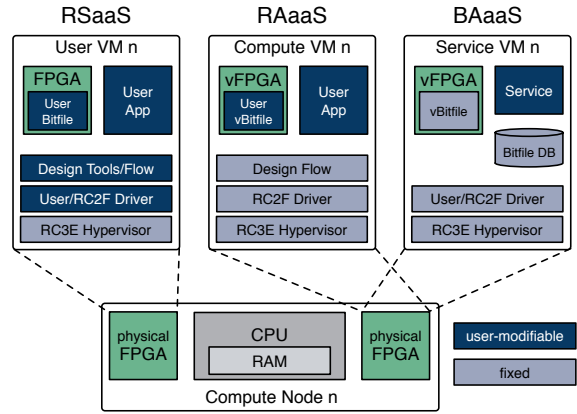 RSaaS
RAaaS
BAaaS
User VM n
FPGA
User
Bitfile
User
App
Design Tools/Flow
User/RC2F Driver
RC3E Hypervisor
Compute VM n
vFPGA
User
vBitfile
User
App
Design Flow
RC2F Driver
RC3E Hypervisor
Service VM n
vFPGA
vBitfile
Service
Bitfile DB
User/RC2F Driver
RC3E Hypervisor
physical
FPGA
CPU
RAM
physical
FPGA
Compute Node n
user-modifiable
fixed